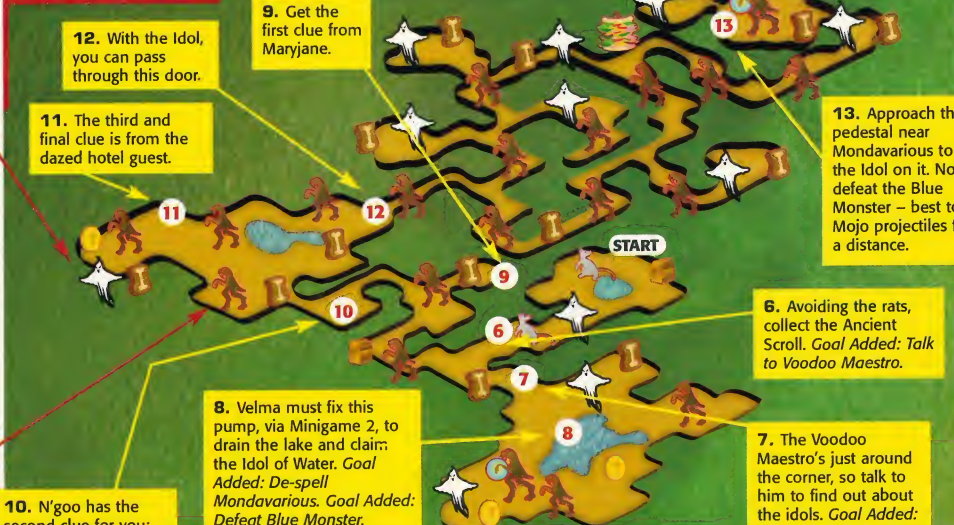 9. Get the
first clue from
Maryjane.
12. With the Idol,
you can pass
through this door.
11. The third and
final clue is from the
dazed hotel guest.
13
13. Approach th
pedestal near
Mondavarious to
the Idol on it. No
defeat the Blue
Monster – best to
Mojo projectiles f
a distance.
11
12
START
9
10
6
6. Avoiding the rats,
collect the Ancient
Scroll. Goal Added: Talk
to Voodoo Maestro.
7
8. Velma must fix this
pump, via Minigame 2, to
drain the lake and claim
the Idol of Water. Goal
Added: De-spell
Mondavarious. Goal Added:
Defeat Blue Monster.
8
7. The Voodoo
Maestro's just around
the corner, so talk to
him to find out about
the idols. Goal Added:
10. N'goo has the
second clue for you: